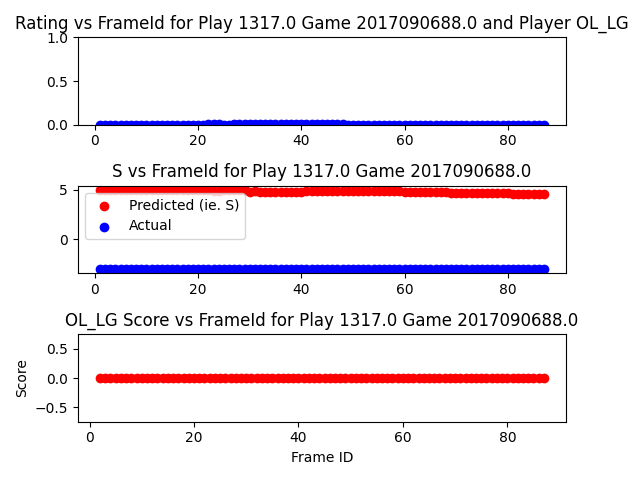 Rating vs FrameId for Play 1317.0 Game 2017090688.0 and Player OL_LG
1.0
0.5
0.0
0 20 40 60 80
S vs FrameId for Play 1317.0 Game 2017090688.0
5
0
Predicted (ie. S)
Actual
0 20 40 60 80
OL_LG Score vs FrameId for Play 1317.0 Game 2017090688.0
Score
0.5
0.0
−0.5
0 20 40 60 80
Frame ID